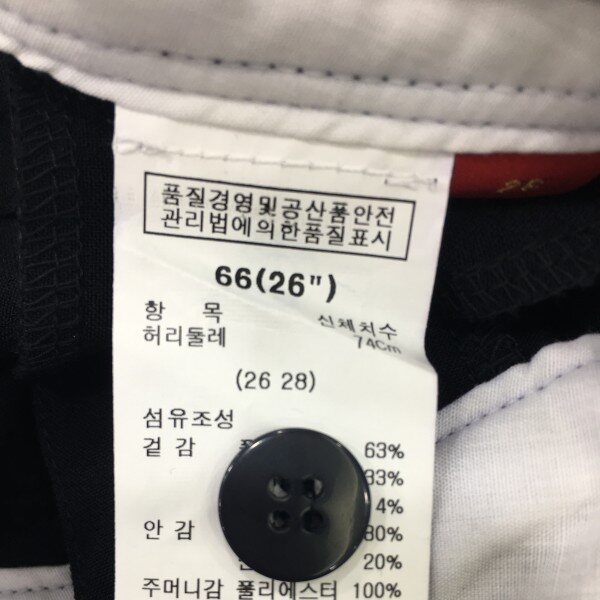 품질경영및공산품안전
관리법에의한품질표시
66(26")
항 목 신체치수
허리둘레 74Cm
(26 28)
섬유조성
겉 감 63%
33%
4%
안 감 80%
20%
주머니감 폴리에스터 100%